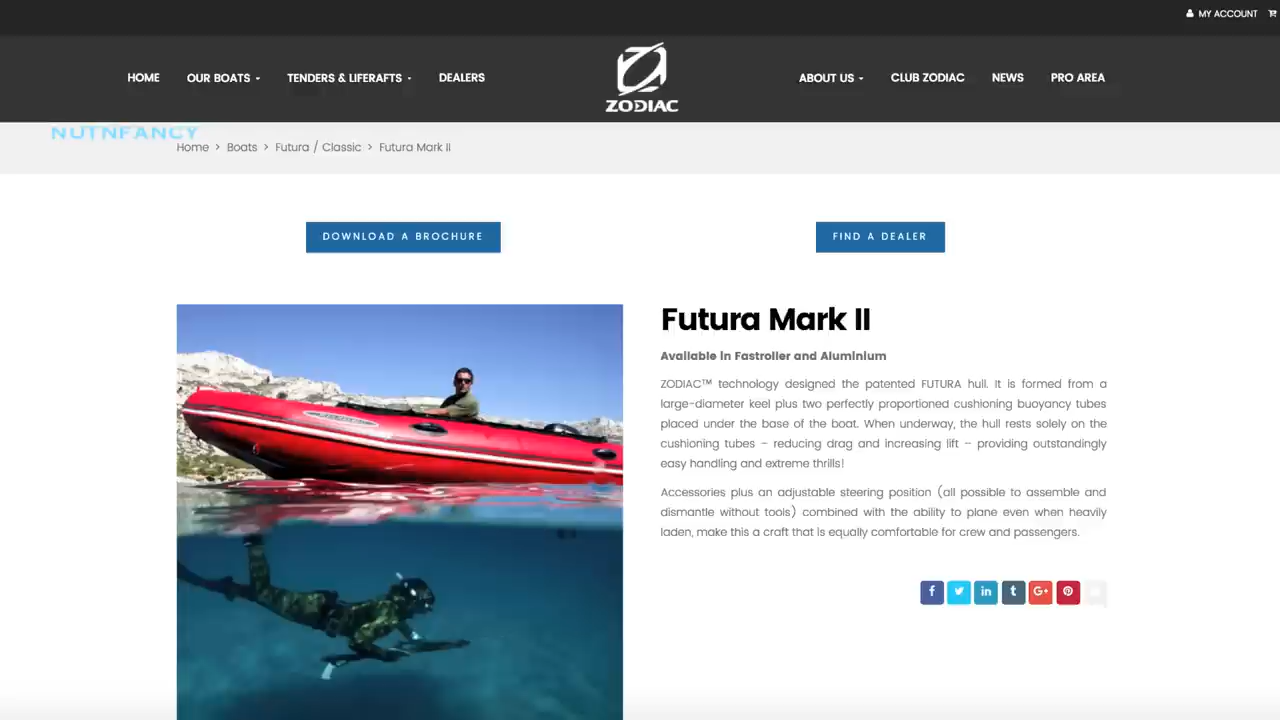 MY ACCOUNT
HOME OUR BOATS TENDERS & LIFERAFTS DEALERS
ZODIAC
ABOUT US CLUB ZODIAC NEWS PRO AREA
NUTNFANCY
Home > Boats > Futura / Classic > Futura Mark II
DOWNLOAD A BROCHURE
FIND A DEALER
Futura Mark II
Available in Fastroller and Aluminium
ZODIAC™ technology designed the patented FUTURA hull. It is formed from a
large-diameter keel plus two perfectly proportioned cushioning buoyancy tubes
placed under the base of the boat. When underway, the hull rests solely on the
cushioning tubes – reducing drag and increasing lift – providing outstandingly
easy handling and extreme thrills!
Accessories plus an adjustable steering position (all possible to assemble and
dismantle without tools) combined with the ability to plane even when heavily
laden, make this a craft that is equally comfortable for crew and passengers.